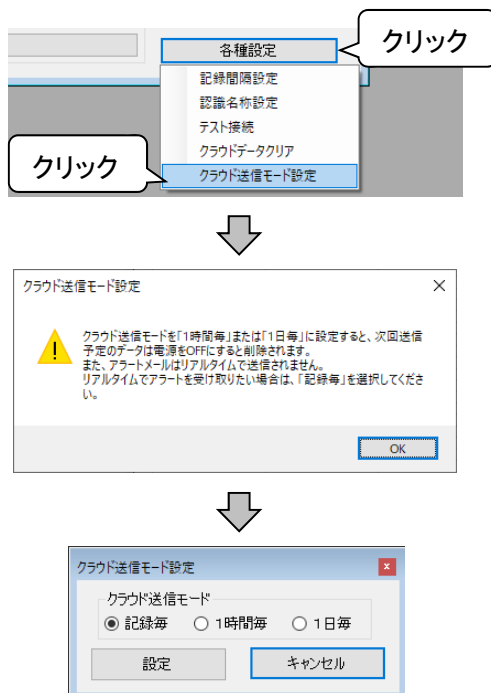 各種設定
クリック
記録間隔設定
認識名称設定
テスト接続
クラウドデータクリア
クリック
クラウド送信モード設定
クラウド送信モード設定
クラウド送信モードを「1時間毎」または「1日毎」に設定すると、次回送信
予定のデータは電源をOFFにすると削除されます。
また、アラートメールはリアルタイムで送信されません。
リアルタイムでアラートを受け取りたい場合は、「記録毎」を選択してくださ
い。
OK
クラウド送信モード設定
クラウド送信モード
記録毎 1時間毎 1日毎
設定 キャンセル